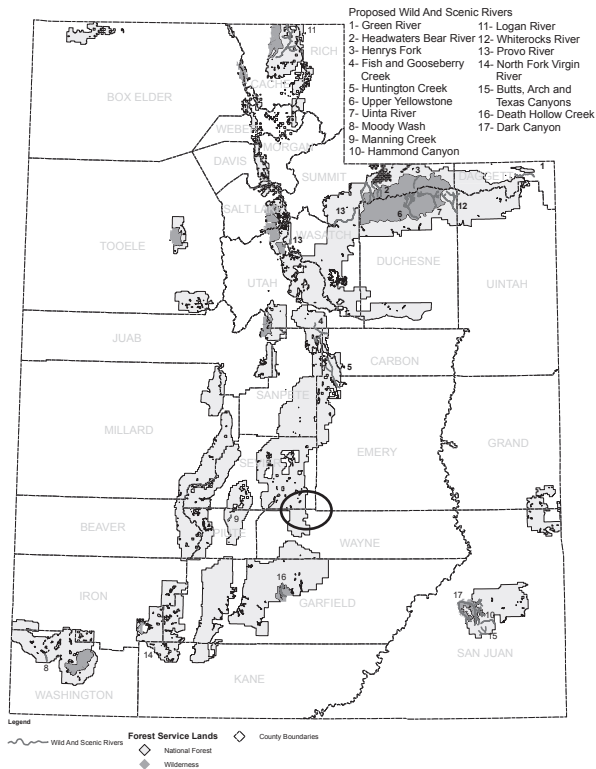 Proposed Wild And Scenic Rivers
1- Green River
2- Headwaters Bear River
3- Henrys Fork
4- Fish and Gooseberry
Creek
5- Huntington Creek
6- Upper Yellowstone
7- Uinta River
8- Moody Wash
9- Manning Creek
10- Hammond Canyon
11- Logan River
12- Whiterocks River
13- Provo River
14- North Fork Virgin
River
15- Butts, Arch and
Texas Canyons
16- Death Hollow Creek
17- Dark Canyon
11
RICH
CACHE
BOX ELDER
WEBER
MORGAN
DAVIS
SUMMIT
DAGGETT
1
3
2
6
7
12
13
SALT LAKE
WASATCH
13
TOOELE
DUCHESNE
UTAH
UINTAH
4
JUAB
CARBON
5
SANPETE
MILLARD
GRAND
EMERY
SEVIER
9
BEAVER
PIUTE
WAYNE
16
IRON
GARFIELD
17
10
15
14
8
SAN JUAN
KANE
WASHINGTON
Legend
Wild And Scenic Rivers
Forest Service Lands
National Forest
Wilderness
County Boundaries